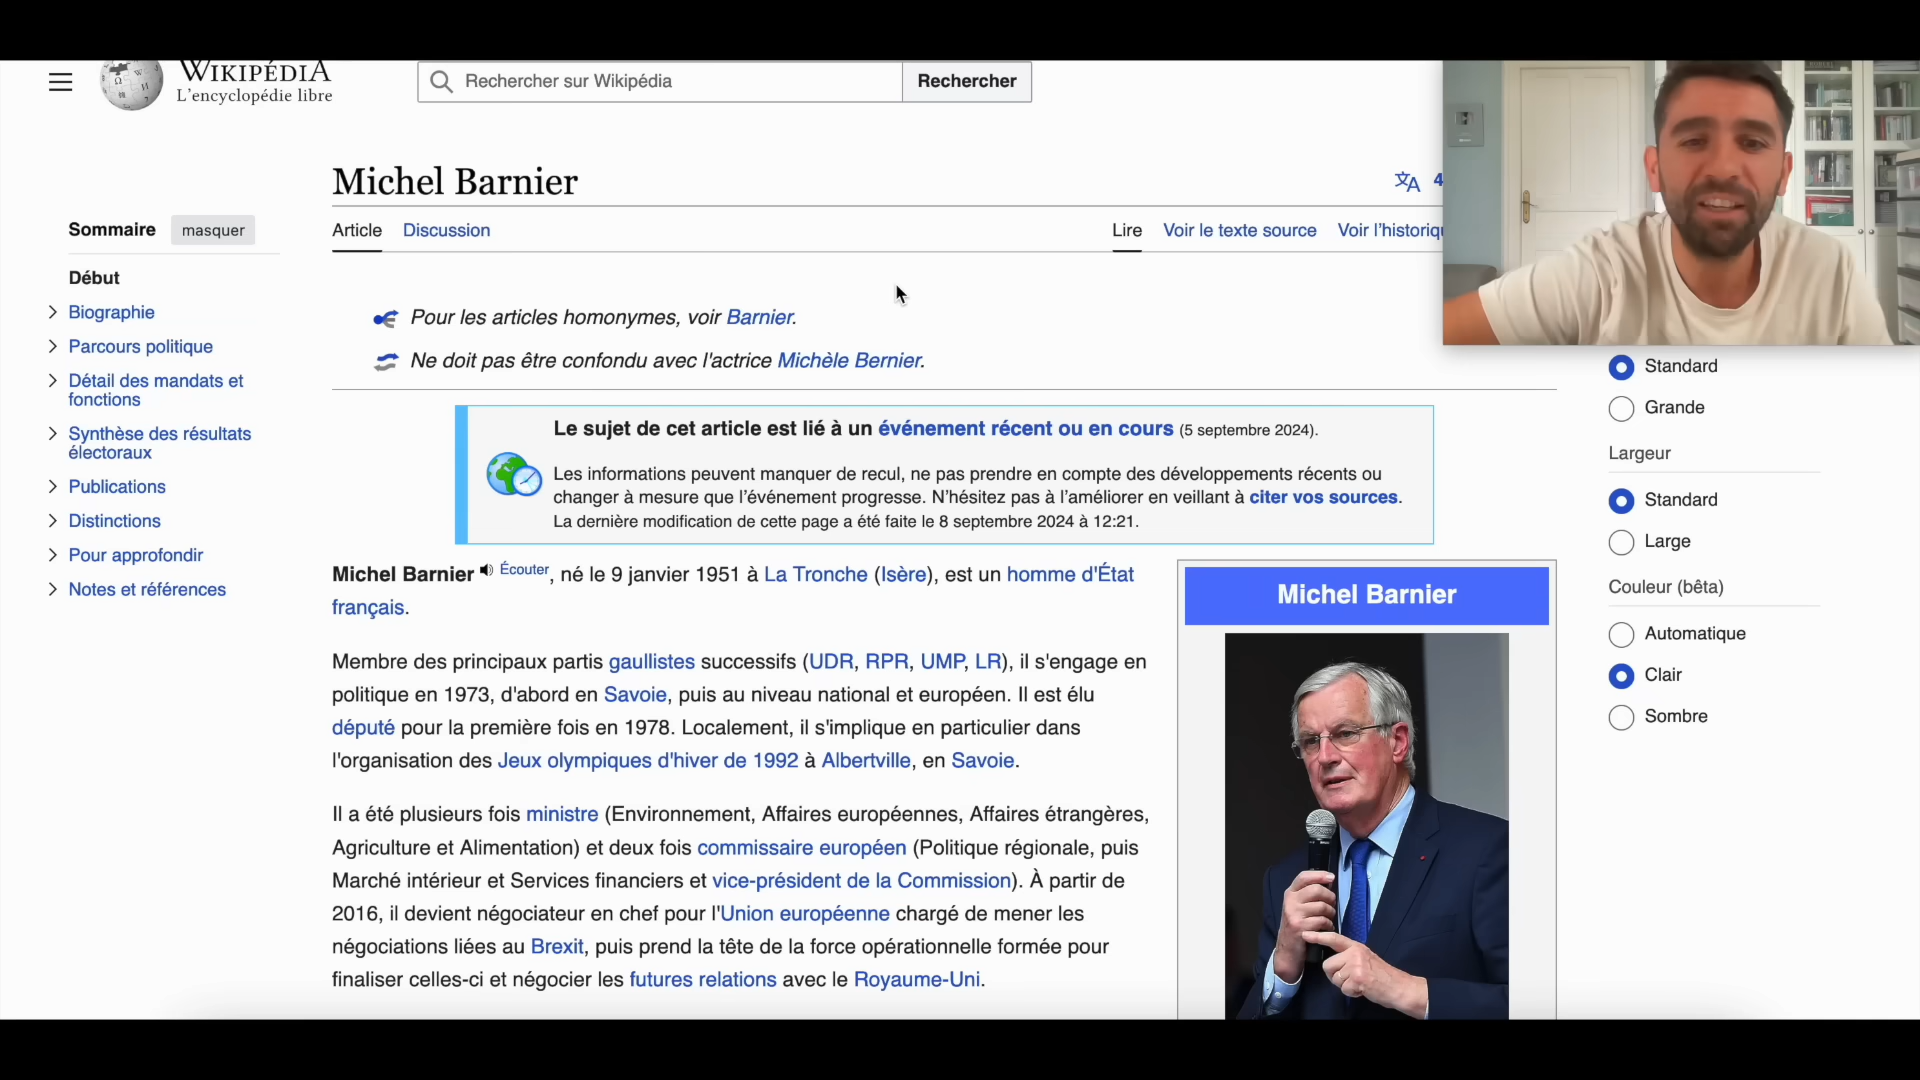 WIKIPÉDIA
L'encyclopédie libre
Rechercher sur Wikipédia
Rechercher
Michel Barnier
4
Article
Discussion
Lire
Voir le texte source
Voir l'historiq
Sommaire
masquer
Début
Biographie
Parcours politique
Détail des mandats et
fonctions
Synthèse des résultats
électoraux
Publications
Distinctions
Pour approfondir
Notes et références
Pour les articles homonymes, voir Barnier.
Ne doit pas être confondu avec l'actrice Michèle Bernier.
Le sujet de cet article est lié à un événement récent ou en cours (5 septembre 2024).
Les informations peuvent manquer de recul, ne pas prendre en compte des développements récents ou
changer à mesure que l'événement progresse. N'hésitez pas à l'améliorer en veillant à citer vos sources.
La dernière modification de cette page a été faite le 8 septembre 2024 à 12:21.
Michel Barnier Écouter, né le 9 janvier 1951 à La Tronche (Isère), est un homme d'État
français.
Membre des principaux partis gaullistes successifs (UDR, RPR, UMP, LR), il s'engage en
politique en 1973, d'abord en Savoie, puis au niveau national et européen. Il est élu
député pour la première fois en 1978. Localement, il s'implique en particulier dans
l'organisation des Jeux olympiques d'hiver de 1992 à Albertville, en Savoie.
Il a été plusieurs fois ministre (Environnement, Affaires européennes, Affaires étrangères,
Agriculture et Alimentation) et deux fois commissaire européen (Politique régionale, puis
Marché intérieur et Services financiers et vice-président de la Commission). À partir de
2016, il devient négociateur en chef pour l'Union européenne chargé de mener les
négociations liées au Brexit, puis prend la tête de la force opérationnelle formée pour
finaliser celles-ci et négocier les futures relations avec le Royaume-Uni.
Michel Barnier
Standard
Grande
Largeur
Standard
Large
Couleur (bêta)
Automatique
Clair
Sombre